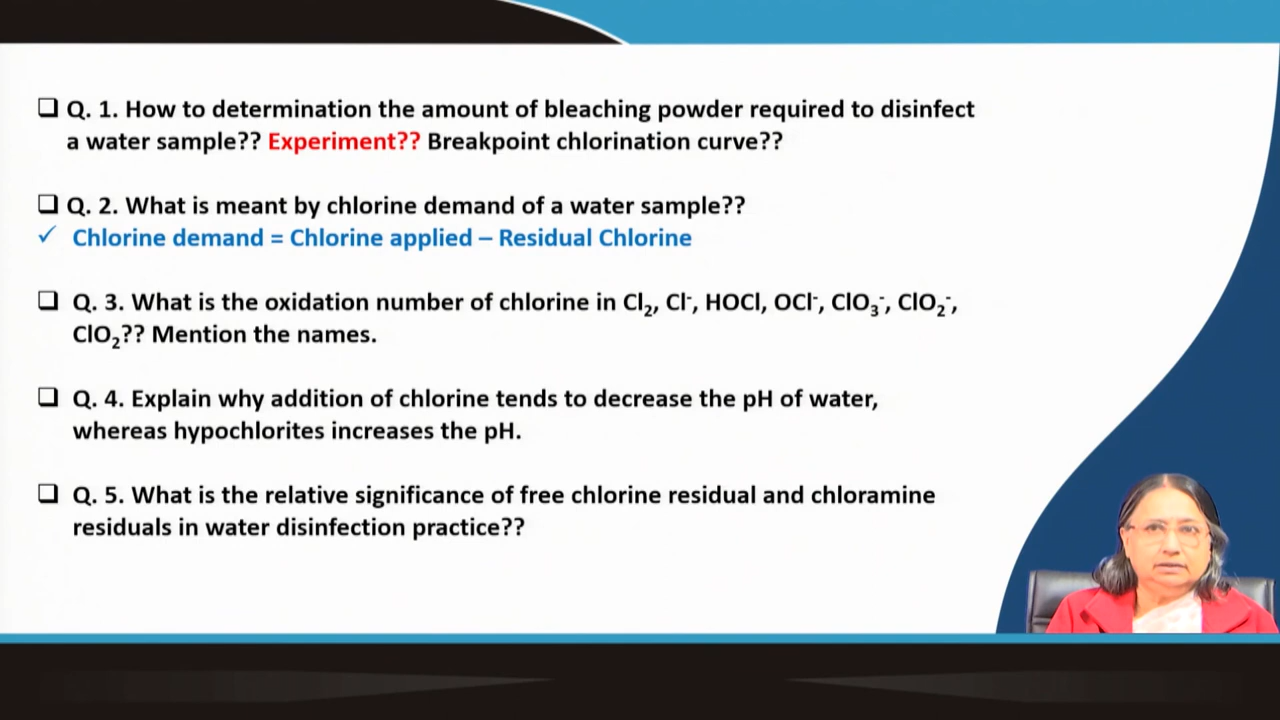 ❑ Q. 1. How to determination the amount of bleaching powder required to disinfect
a water sample?? Experiment?? Breakpoint chlorination curve??
❑ Q. 2. What is meant by chlorine demand of a water sample??
✓ Chlorine demand = Chlorine applied – Residual Chlorine
❑ Q. 3. What is the oxidation number of chlorine in Cl₂, Cl⁻, HOCl, OCl⁻, ClO₃⁻, ClO₂⁻,
ClO₂?? Mention the names.
❑ Q. 4. Explain why addition of chlorine tends to decrease the pH of water,
whereas hypochlorites increases the pH.
❑ Q. 5. What is the relative significance of free chlorine residual and chloramine
residuals in water disinfection practice??